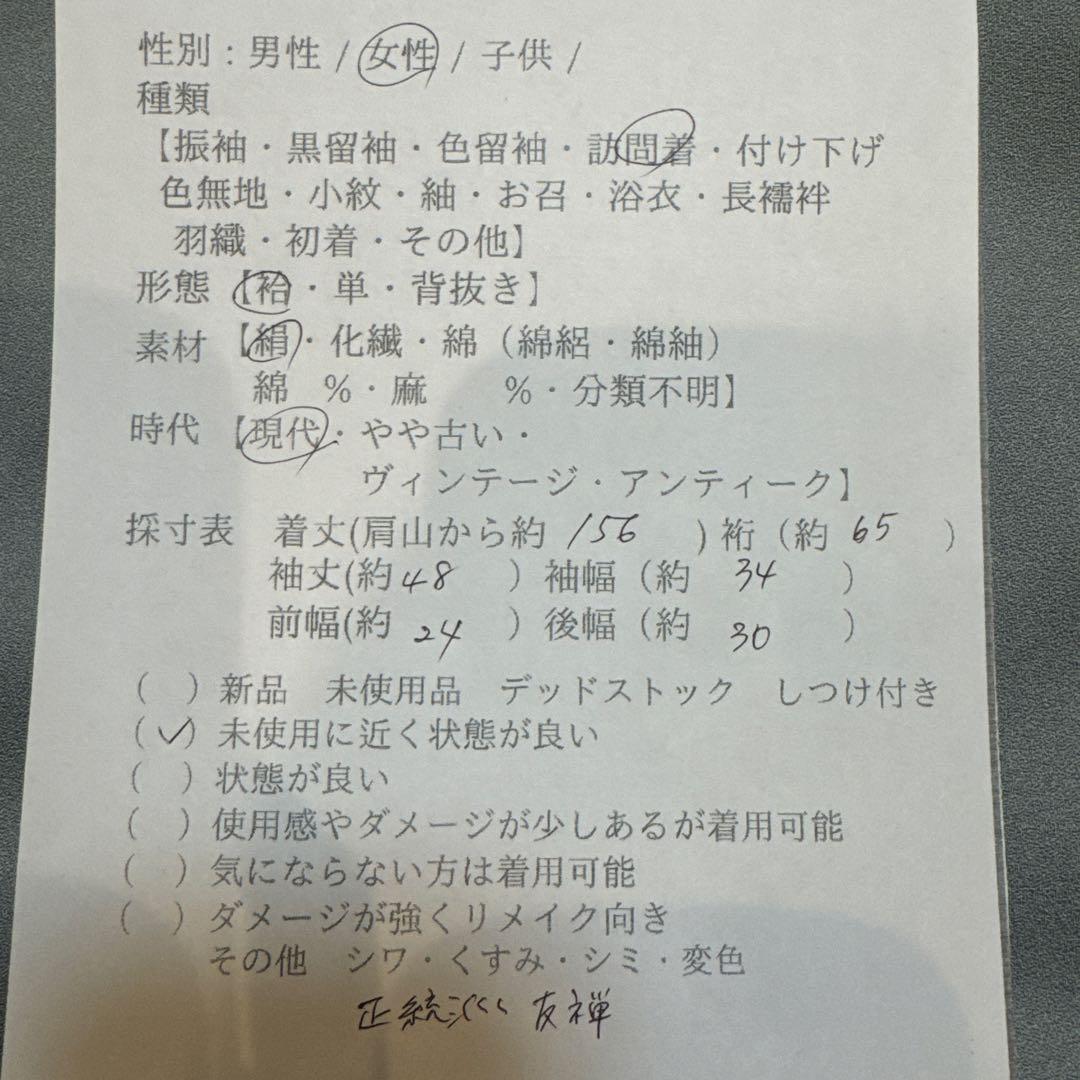 性別：男性 / 女性 / 子供 /
種類
【振袖・黒留袖・色留袖・訪問着・付け下げ
色無地・小紋・紬・お召・浴衣・長襦袢
羽織・初着・その他】
形態 【袷・単・背抜き】
素材 【絹・化繊・綿（綿絽・綿紬）
綿 %・麻 %・分類不明】
時代 【現代・やや古い・
ヴィンテージ・アンティーク】
採寸表 着丈(肩山から約 156 ) 裄（約 65 ）
袖丈(約 48 ）袖幅（約 34 ）
前幅(約 24 ）後幅（約 30 ）
( ) 新品 未使用品 デッドストック しつけ付き
(✓) 未使用に近く状態が良い
( ) 状態が良い
( ) 使用感やダメージが少しあるが着用可能
( ) 気にならない方は着用可能
( ) ダメージが強くリメイク向き
その他 シワ・くすみ・シミ・変色
正統 友禅